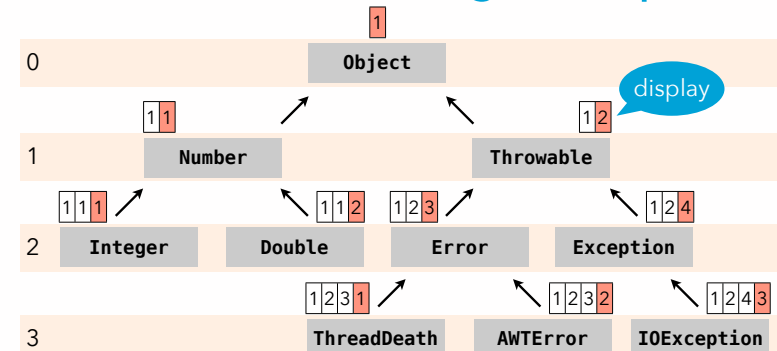 1
0 Object
display
1 1 1 2
1 Number Throwable
1 1 1 1 1 2 1 2 3 1 2 4
2 Integer Double Error Exception
1 2 3 1 1 2 3 2 1 2 4 3
3 ThreadDeath AWTError IOException